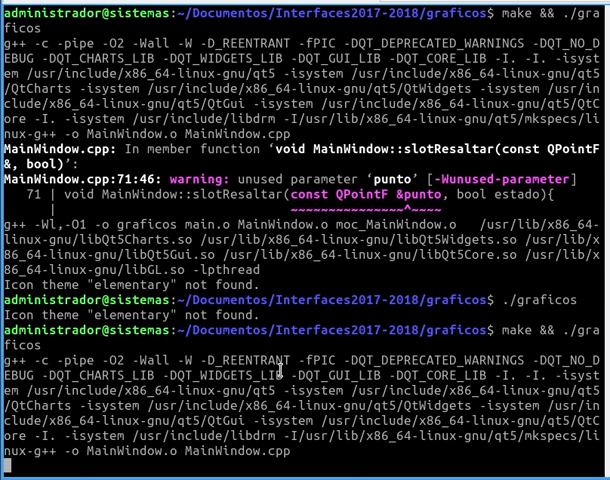 administrador@sistemas:~/Documentos/Interfaces2017-2018/graficos$ make && ./gra
ficos
g++ -c -pipe -O2 -Wall -W -D_REENTRANT -fPIC -DQT_DEPRECATED_WARNINGS -DQT_NO_D
EBUG -DQT_CHARTS_LIB -DQT_WIDGETS_LIB -DQT_GUI_LIB -DQT_CORE_LIB -I. -I. -isyst
em /usr/include/x86_64-linux-gnu/qt5 -isystem /usr/include/x86_64-linux-gnu/qt5
/QtCharts -isystem /usr/include/x86_64-linux-gnu/qt5/QtWidgets -isystem /usr/in
clude/x86_64-linux-gnu/qt5/QtGui -isystem /usr/include/x86_64-linux-gnu/qt5/QtC
ore -I. -isystem /usr/include/libdrm -I/usr/lib/x86_64-linux-gnu/qt5/mkspecs/li
nux-g++ -o MainWindow.o MainWindow.cpp
MainWindow.cpp: In member function ‘void MainWindow::slotResaltar(const QPointF
&, bool)’:
MainWindow.cpp:71:46: warning: unused parameter ‘punto’ [-Wunused-parameter]
   71 | void MainWindow::slotResaltar(const QPointF &punto, bool estado){
      |                               ~~~~~~~~~~~~~~~^~~~~
g++ -Wl,-O1 -o graficos main.o MainWindow.o moc_MainWindow.o   /usr/lib/x86_64-
linux-gnu/libQt5Charts.so /usr/lib/x86_64-linux-gnu/libQt5Widgets.so /usr/lib/x
86_64-linux-gnu/libQt5Gui.so /usr/lib/x86_64-linux-gnu/libQt5Core.so -I/usr/lib/x8
6_64-linux-gnu/libGL.so -lpthread
Icon theme "elementary" not found.
administrador@sistemas:~/Documentos/Interfaces2017-2018/graficos$ ./graficos
Icon theme "elementary" not found.
administrador@sistemas:~/Documentos/Interfaces2017-2018/graficos$ make && ./gra
ficos
g++ -c -pipe -O2 -Wall -W -D_REENTRANT -fPIC -DQT_DEPRECATED_WARNINGS -DQT_NO_D
EBUG -DQT_CHARTS_LIB -DQT_WIDGETS_LIB -DQT_GUI_LIB -DQT_CORE_LIB -I. -I. -isyst
em /usr/include/x86_64-linux-gnu/qt5 -isystem /usr/include/x86_64-linux-gnu/qt5
/QtCharts -isystem /usr/include/x86_64-linux-gnu/qt5/QtWidgets -isystem /usr/in
clude/x86_64-linux-gnu/qt5/QtGui -isystem /usr/include/x86_64-linux-gnu/qt5/QtC
ore -I. -isystem /usr/include/libdrm -I/usr/lib/x86_64-linux-gnu/qt5/mkspecs/li
nux-g++ -o MainWindow.o MainWindow.cpp